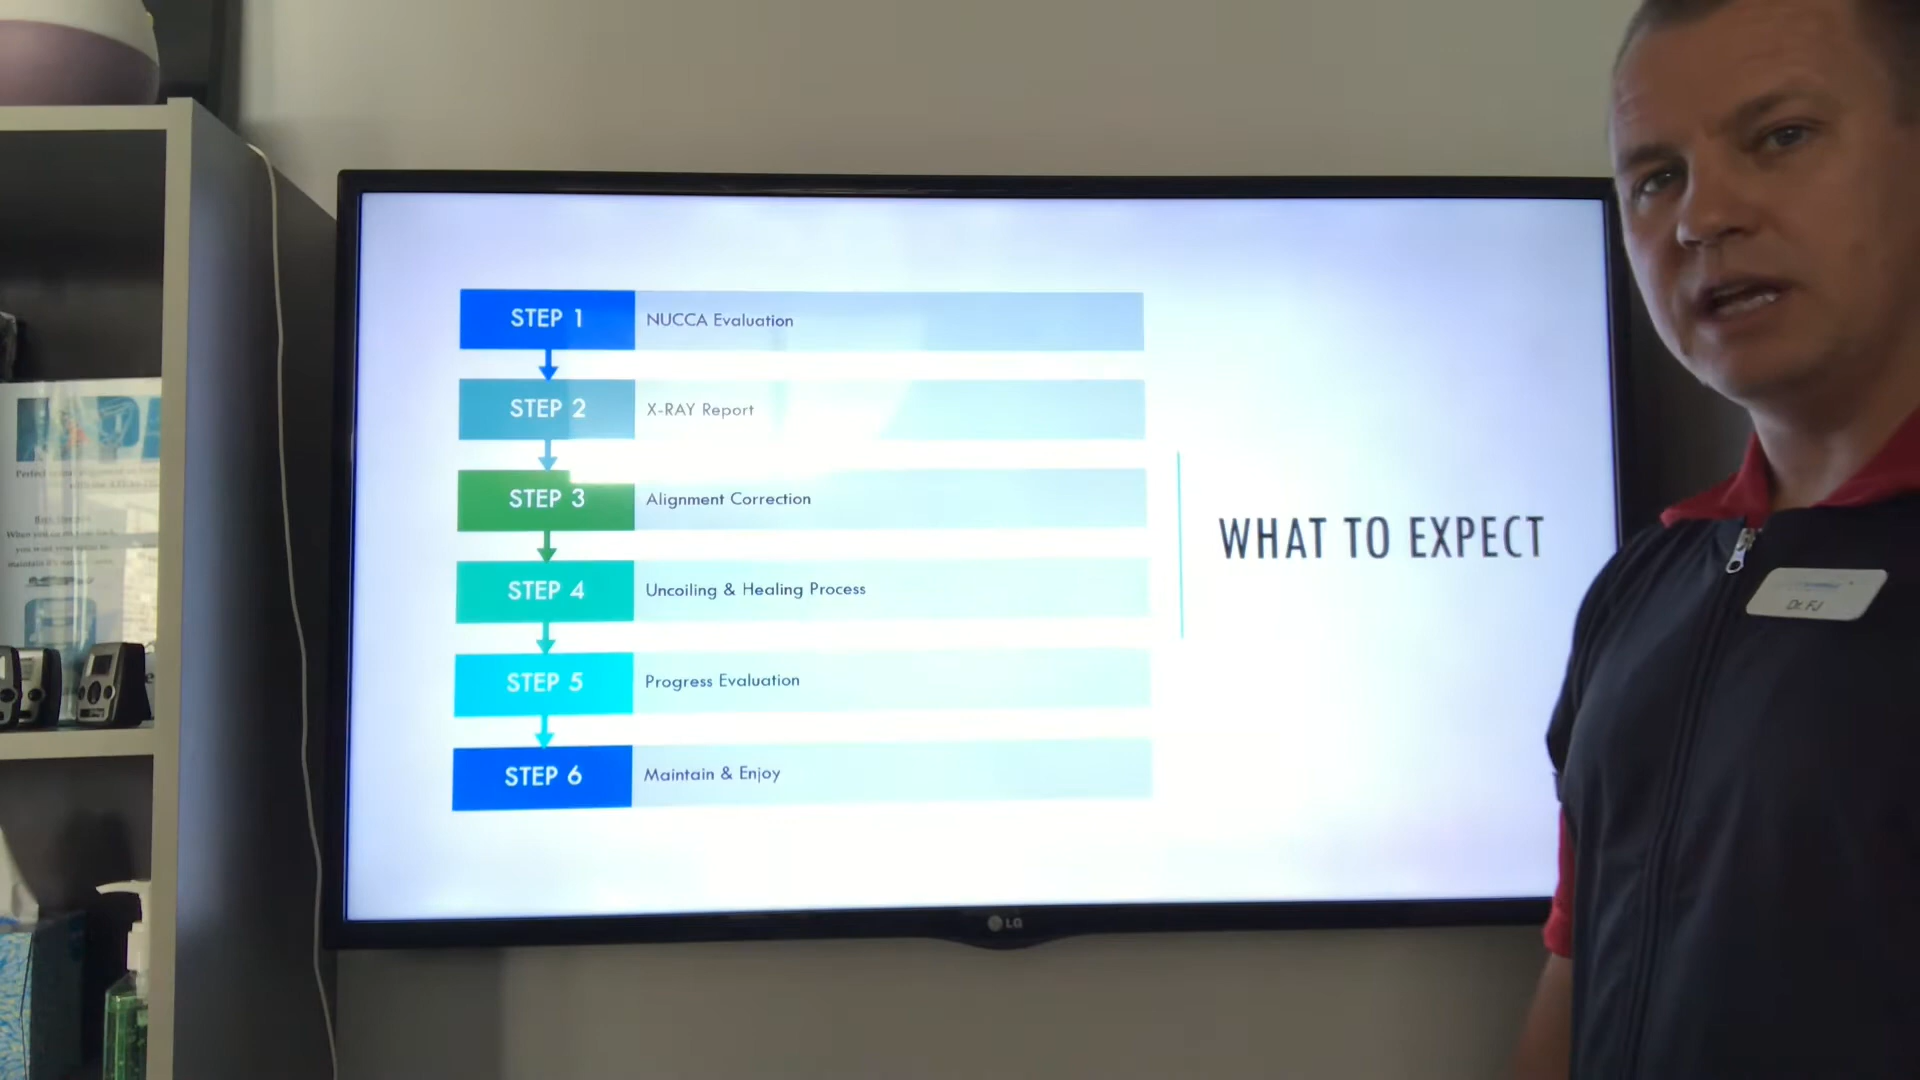 STEP 1
NUCCA Evaluation
STEP 2
X-RAY Report
STEP 3
Alignment Correction
STEP 4
Uncoiling & Healing Process
STEP 5
Progress Evaluation
STEP 6
Maintain & Enjoy
WHAT TO EXPECT
Dr. FJ
LG